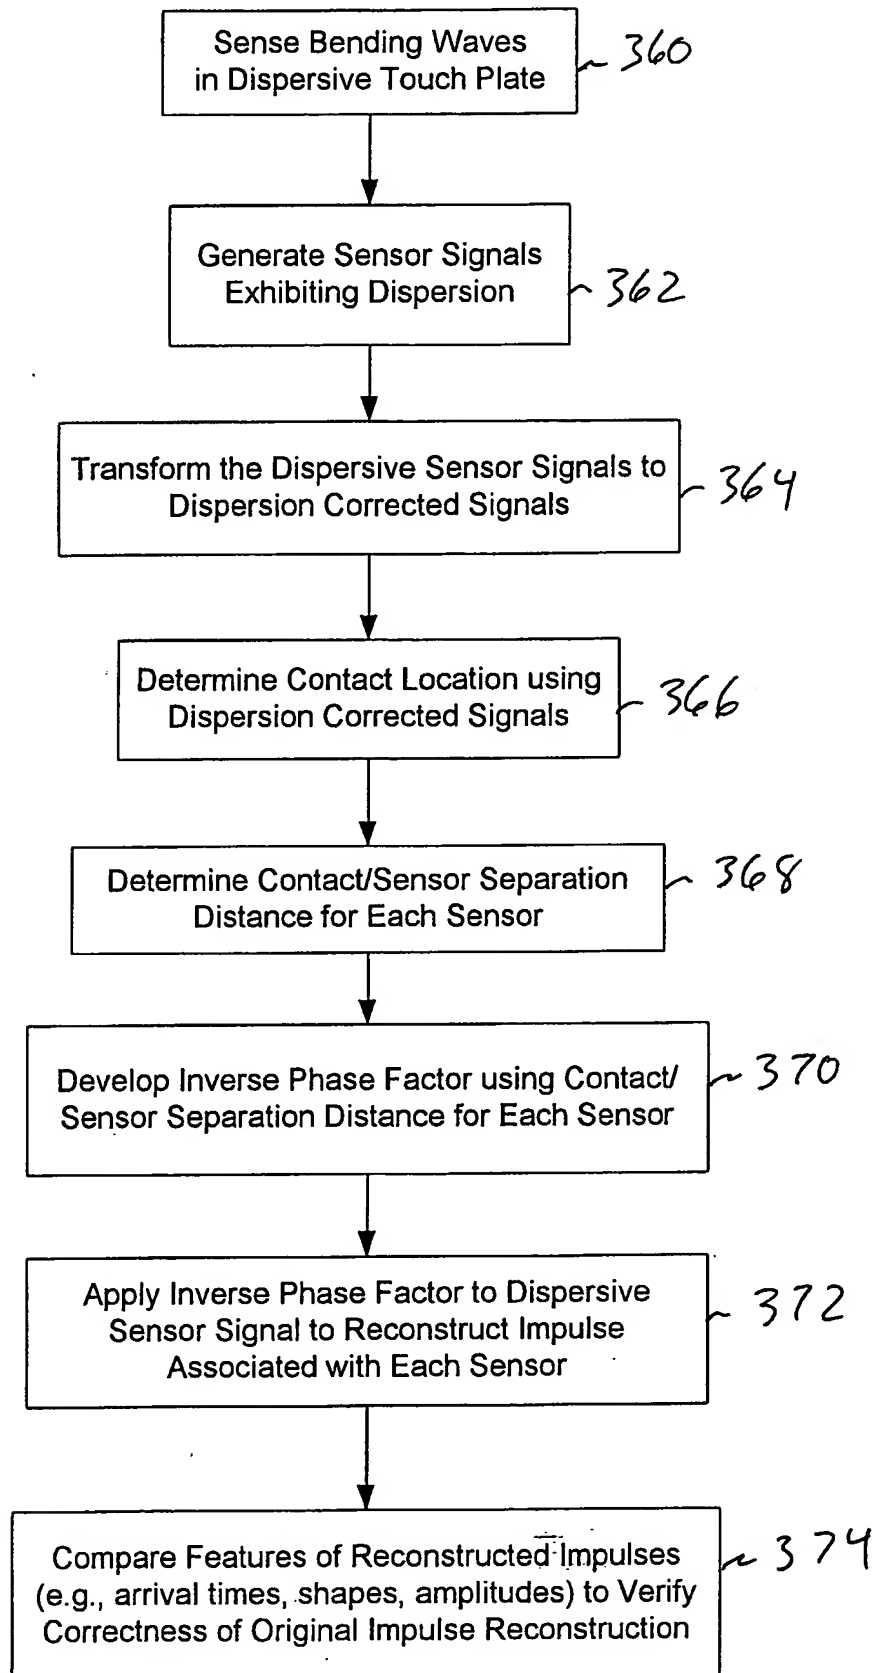 Sense Bending Waves
in Dispersive Touch Plate
360
Generate Sensor Signals
Exhibiting Dispersion
362
Transform the Dispersive Sensor Signals to
Dispersion Corrected Signals
364
Determine Contact Location using
Dispersion Corrected Signals
366
Determine Contact/Sensor Separation
Distance for Each Sensor
368
Develop Inverse Phase Factor using Contact/
Sensor Separation Distance for Each Sensor
370
Apply Inverse Phase Factor to Dispersive
Sensor Signal to Reconstruct Impulse
Associated with Each Sensor
372
Compare Features of Reconstructed Impulses
(e.g., arrival times, shapes, amplitudes) to Verify
Correctness of Original Impulse Reconstruction
374